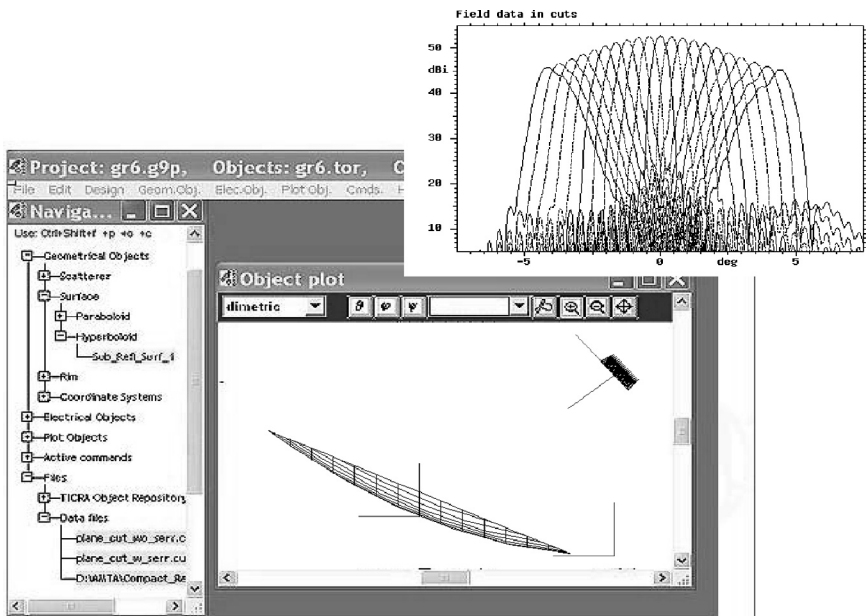 Field data in cuts
50
dBi
40
30
20
10
-5
0
deg
5
Project: gr6.g9p, Objects: gr6.tor,
File Edit Design Geom.Obj. Elec.Obj. Plot Obj. Cmds.
Naviga...
Use: Ctrl+Shift+f +p +o +c
Geometrical Objects
Scatterer
Surface
Paraboloid
Hyperboloid
Sub_Refl_Surf_1
Rim
Coordinate Systems
Electrical Objects
Plot Objects
Active commands
Files
TICRA Object Repository
Data files
plane_cut_wo_serr.c
plane_cut_w_serr.cu
D:\AMTA\Compact_Ra
Object plot
dimetric
θ φ ψ